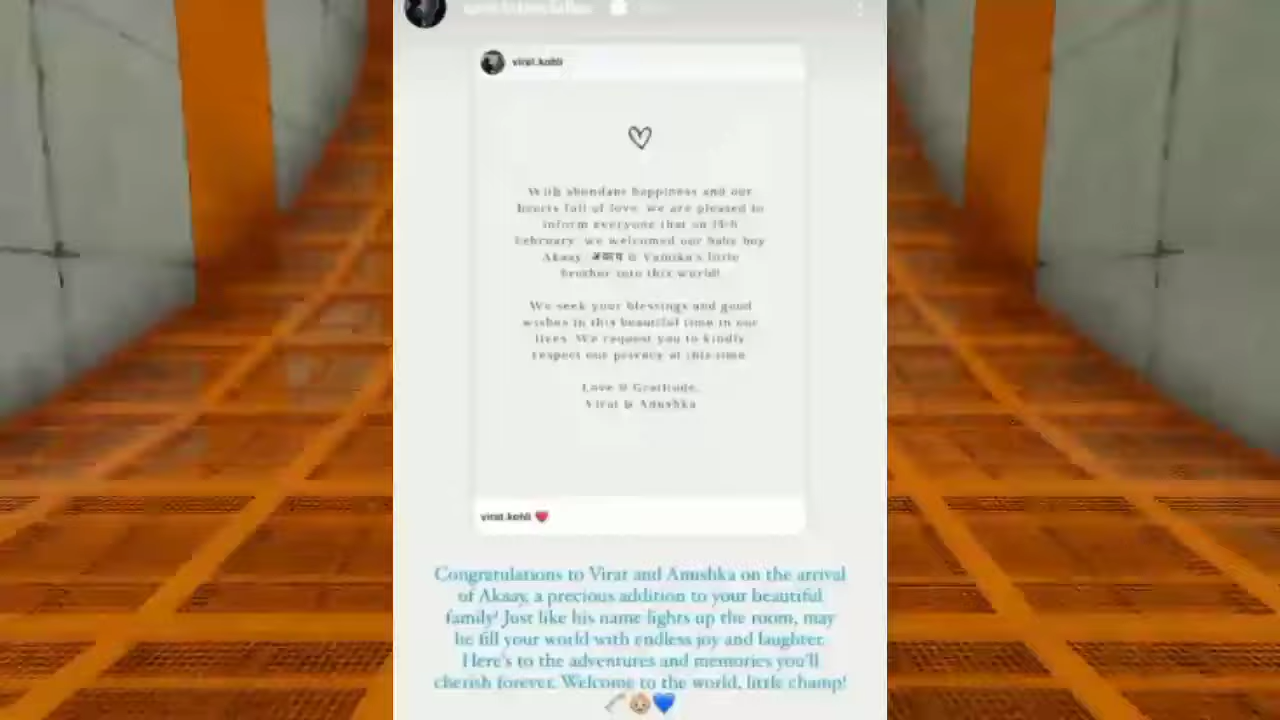 virat.kohli
With abundant happiness and our
hearts full of love, we are pleased to
inform everyone that on 15th
February, we welcomed our baby boy
Akaay अकाय & Vamika's little
brother into this world!
We seek your blessings and good
wishes in this beautiful time in our
lives. We request you to kindly
respect our privacy at this time.
Love & Gratitude.
Virat & Anushka
virat.kohli ❤️
Congratulations to Virat and Anushka on the arrival
of Akaay, a precious addition to your beautiful
family! Just like his name lights up the room, may
he fill your world with endless joy and laughter.
Here's to the adventures and memories you'll
cherish forever. Welcome to the world, little champ!
👶🏼💙